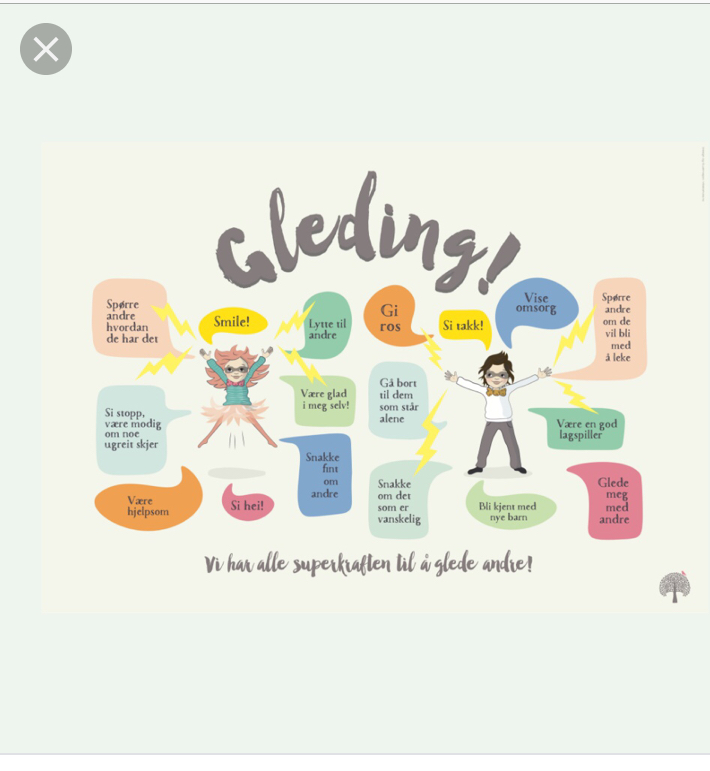 Gleding!
Spørre
andre
hvordan
de har det
Smile!
Lytte til
andre
Si stopp,
være modig
om noe
ugreit skjer
Være glad
i meg selv!
Snakke
fint
om
andre
Være
hjelpsom
Si hei!
Gi
ros
Si takk!
Vise
omsorg
Spørre
andre
om de
vil bli
med
å leke
Gå bort
til dem
som står
alene
Være en god
lagspiller
Snakke
om det
som er
vanskelig
Bli kjent med
nye barn
Glede
meg
med
andre
Vi har alle superkraften til å glede andre!